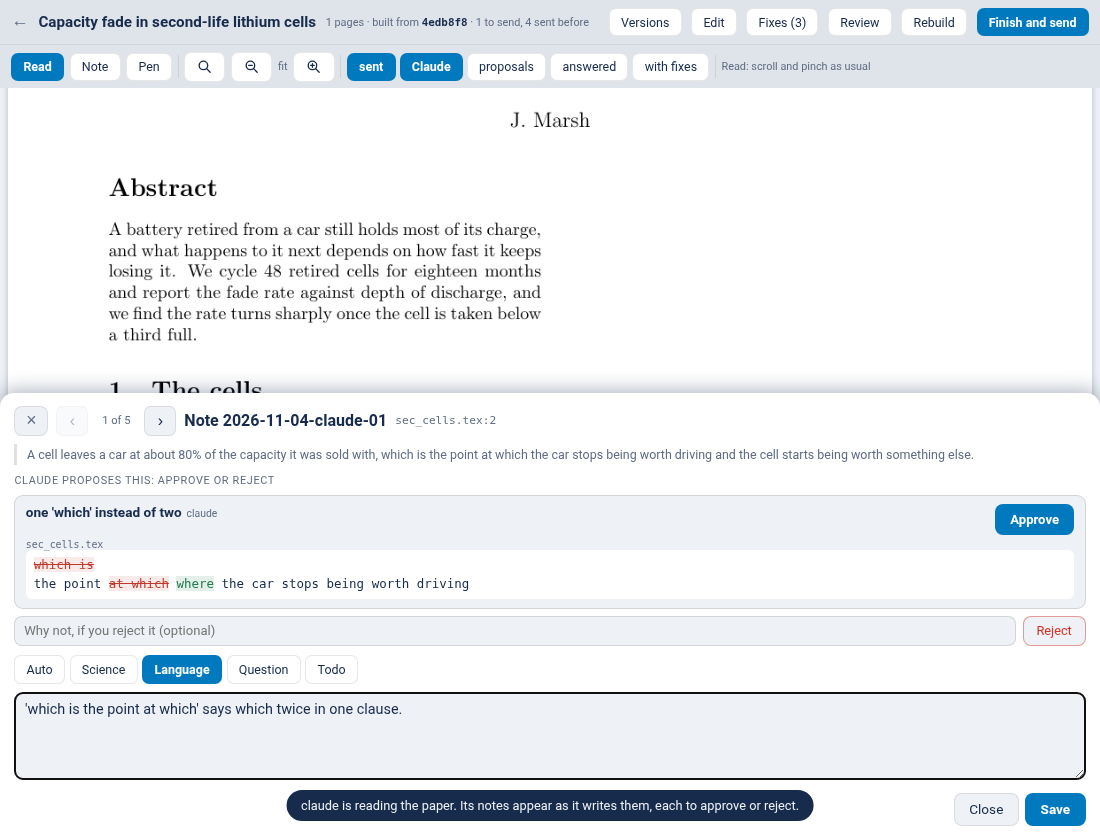 ← Capacity fade in second-life lithium cells 1 pages · built from 4edb8f8 · 1 to send, 4 sent before Versions Edit Fixes (3) Review Rebuild Finish and send
Read Note Pen fit sent Claude proposals answered with fixes Read: scroll and pinch as usual
J. Marsh
Abstract
A battery retired from a car still holds most of its charge,
and what happens to it next depends on how fast it keeps
losing it. We cycle 48 retired cells for eighteen months
and report the fade rate against depth of discharge, and
we find the rate turns sharply once the cell is taken below
a third full.
1 The cells
× ‹ 1 of 5 › Note 2026-11-04-claude-01 sec_cells.tex:2
A cell leaves a car at about 80% of the capacity it was sold with, which is the point at which the car stops being worth driving and the cell starts being worth something else.
CLAUDE PROPOSES THIS: APPROVE OR REJECT
one 'which' instead of two claude Approve
sec_cells.tex
which is
the point at which where the car stops being worth driving
Why not, if you reject it (optional) Reject
Auto Science Language Question Todo
'which is the point at which' says which twice in one clause.
claude is reading the paper. Its notes appear as it writes them, each to approve or reject. Close Save